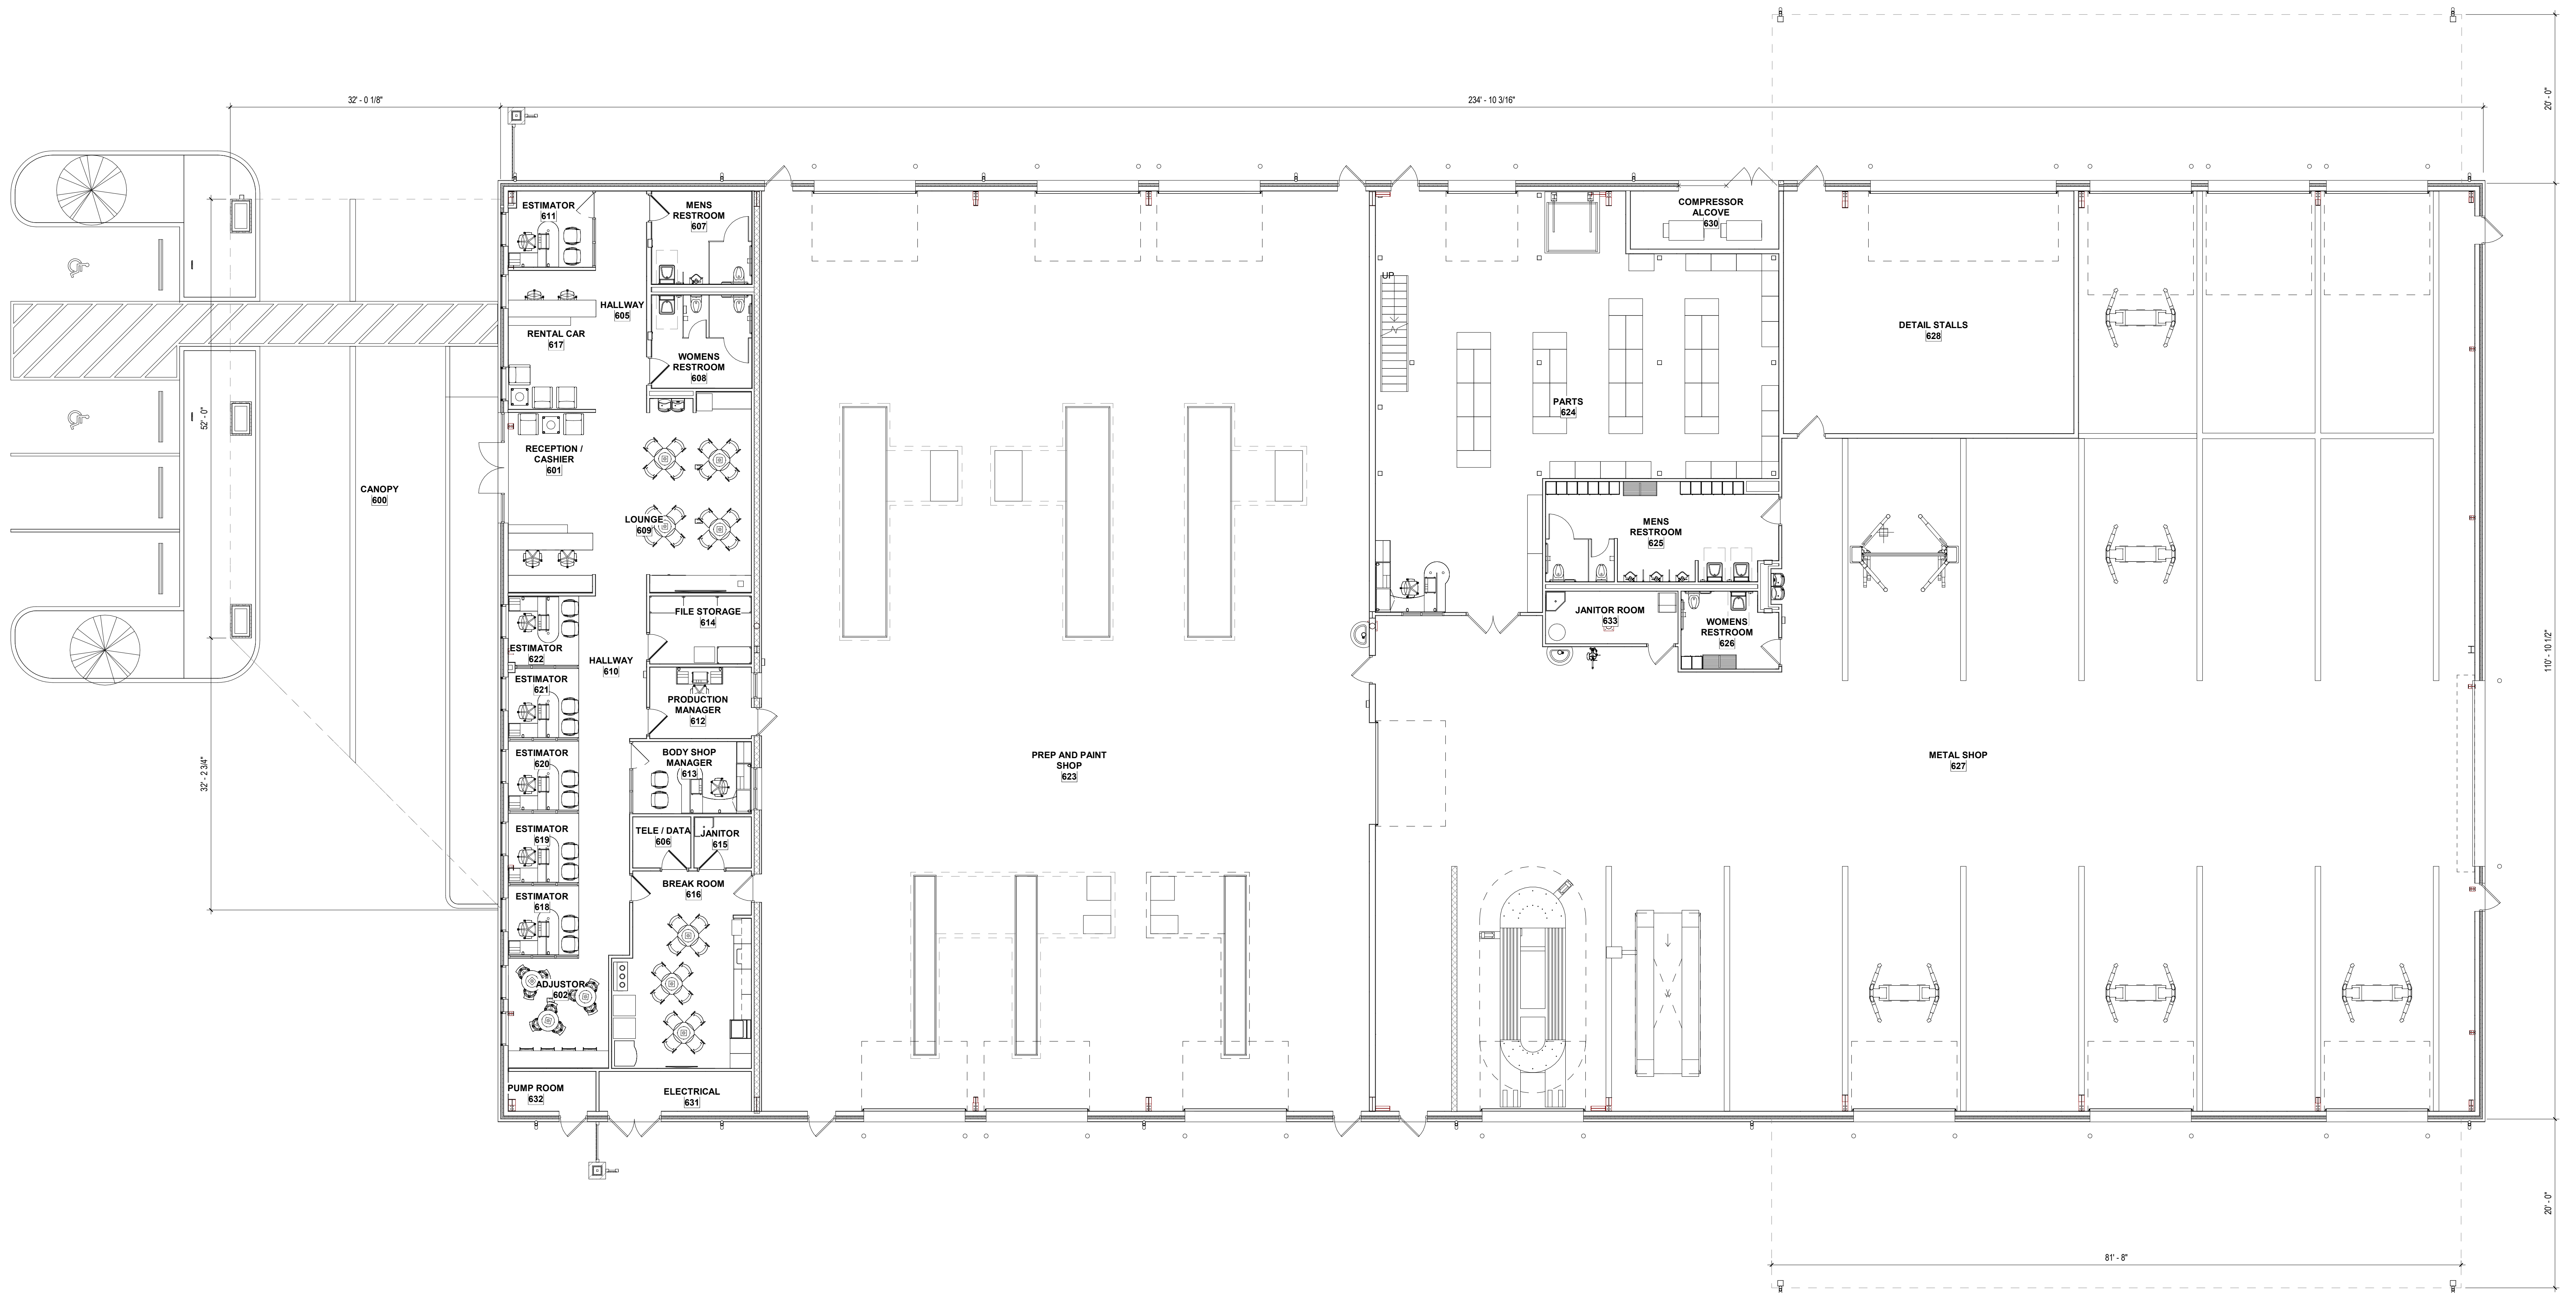 20' - 0"
32' - 0 1/8"
234' - 10 3/16"
ESTIMATOR
611
MENS
RESTROOM
607
COMPRESSOR
ALCOVE
630
UP
HALLWAY
605
RENTAL CAR
617
DETAIL STALLS
628
WOMENS
RESTROOM
608
PARTS
624
52' - 0"
RECEPTION /
CASHIER
601
CANOPY
600
LOUNGE
609
MENS
RESTROOM
625
FILE STORAGE
614
JANITOR ROOM
633
WOMENS
RESTROOM
626
ESTIMATOR
622
HALLWAY
610
110' - 10 1/2"
ESTIMATOR
621
PRODUCTION
MANAGER
612
ESTIMATOR
620
BODY SHOP
MANAGER
613
PREP AND PAINT
SHOP
623
METAL SHOP
627
32' - 2 3/4"
ESTIMATOR
619
TELE / DATA
606
JANITOR
615
BREAK ROOM
616
ESTIMATOR
618
ADJUSTOR
602
PUMP ROOM
632
ELECTRICAL
631
20' - 0"
81' - 8"